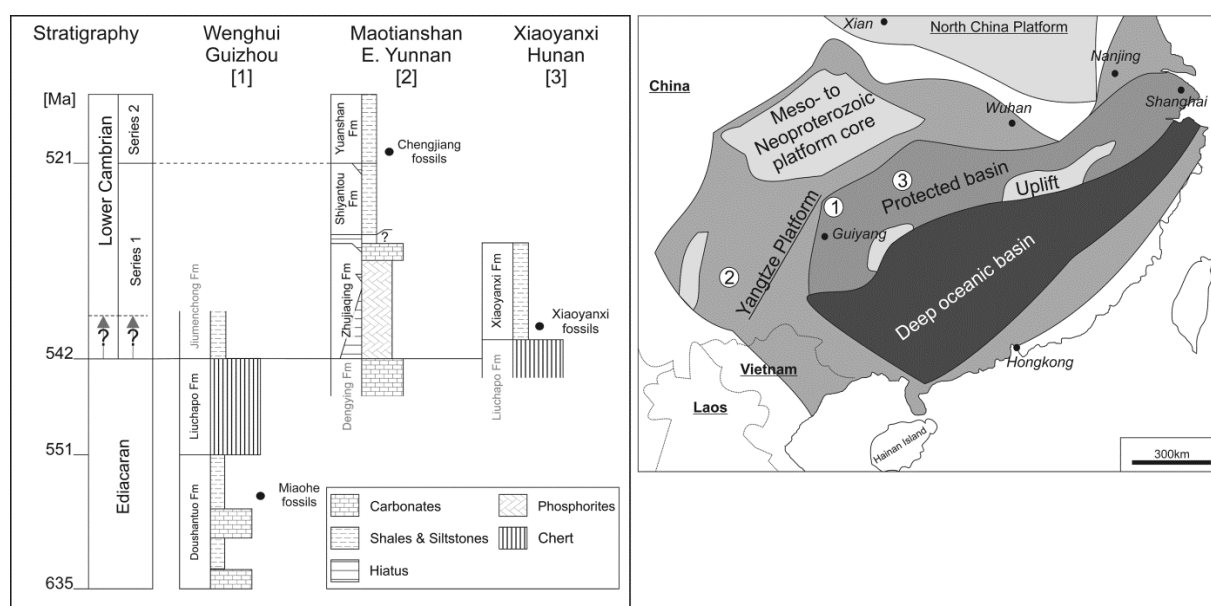 Stratigraphy
Wenghui
Guizhou
[1]
Maotianshan
E. Yunnan
[2]
Xiaoyanxi
Hunan
[3]
[Ma]
521
542
551
635
Lower Cambrian
Series 2
Series 1
?
?
Ediacaran
Jiumenchong Fm
Liuchapo Fm
Doushantuo Fm
Miaohe
fossils
Yuanshan
Fm
Shiyantou
Fm
?
Zhujiaqing Fm
Dengying Fm
Chengjiang
fossils
Xiaoyanxi Fm
Liuchapo Fm
Xiaoyanxi
fossils
Carbonates
Phosphorites
Shales & Siltstones
Chert
Hiatus
Xian
North China Platform
Nanjing
China
Shanghai
Wuhan
Meso- to
Neoproterozoic
platform core
3
Protected basin
Uplift
1
Guiyang
2
Yangtze Platform
Deep oceanic basin
Hongkong
Vietnam
Laos
Hainan Island
300km